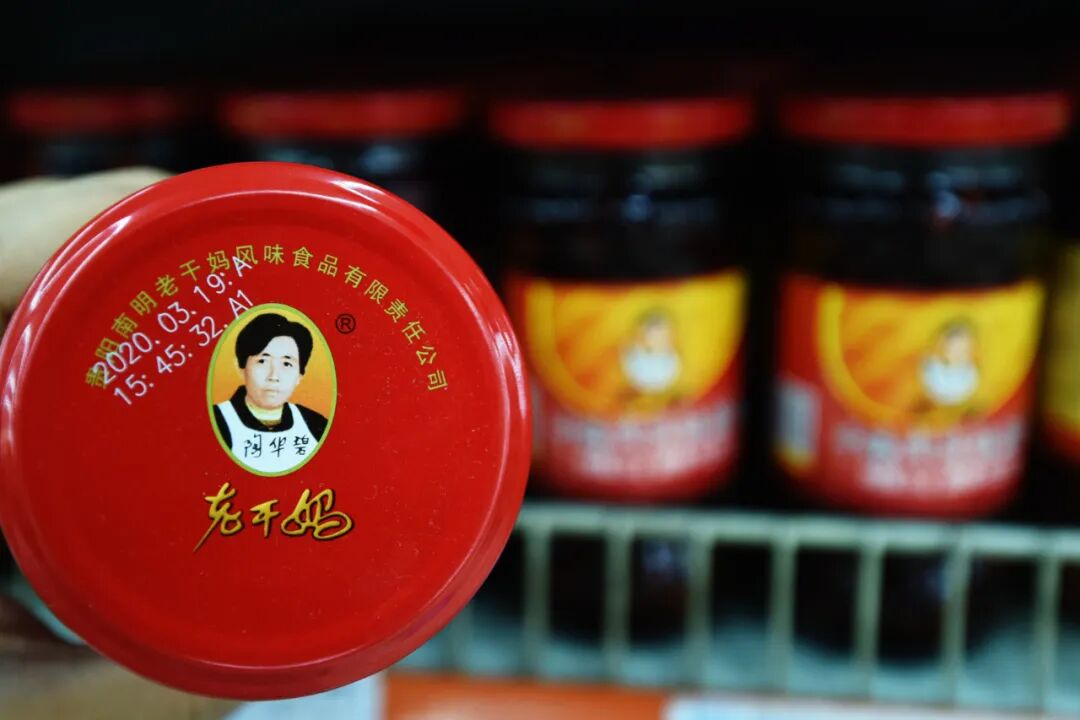 贵阳南明老干妈风味食品有限责任公司
2020. 03. 19: A
15: 45: 32. A1
®
陶华碧
老干妈